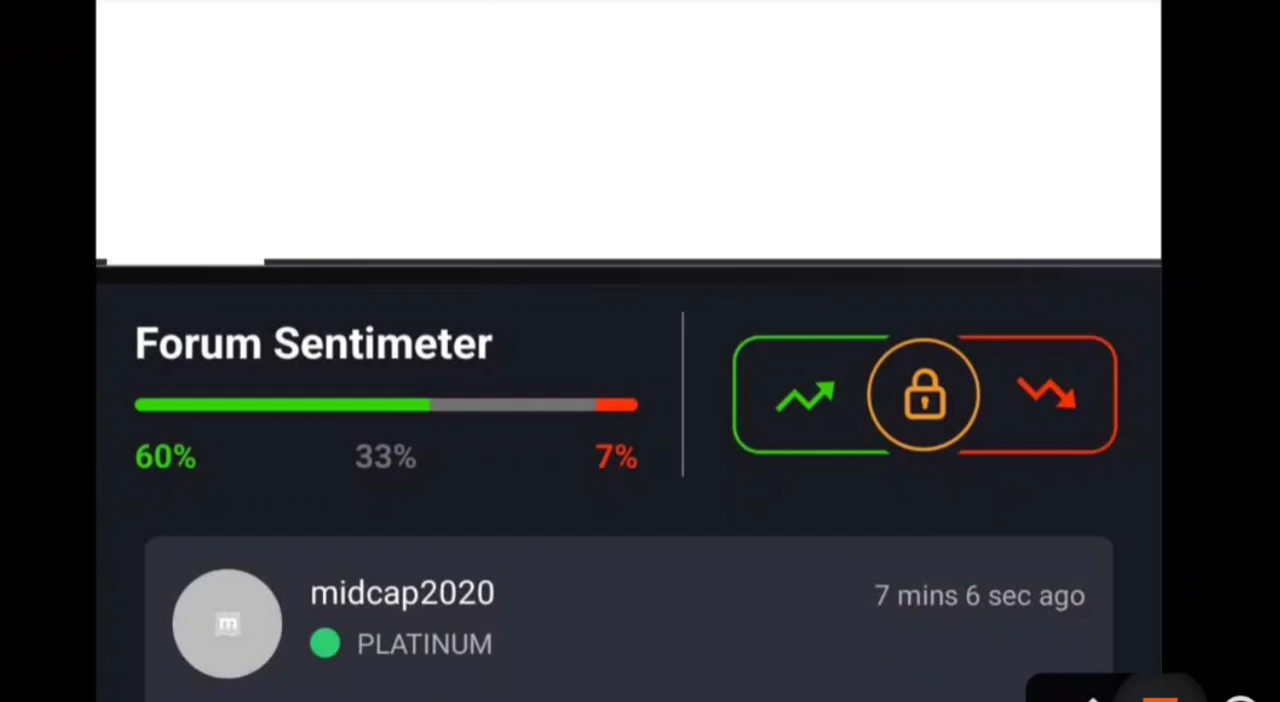 Forum Sentimeter
60% 33% 7%
midcap2020 7 mins 6 sec ago
m
PLATINUM